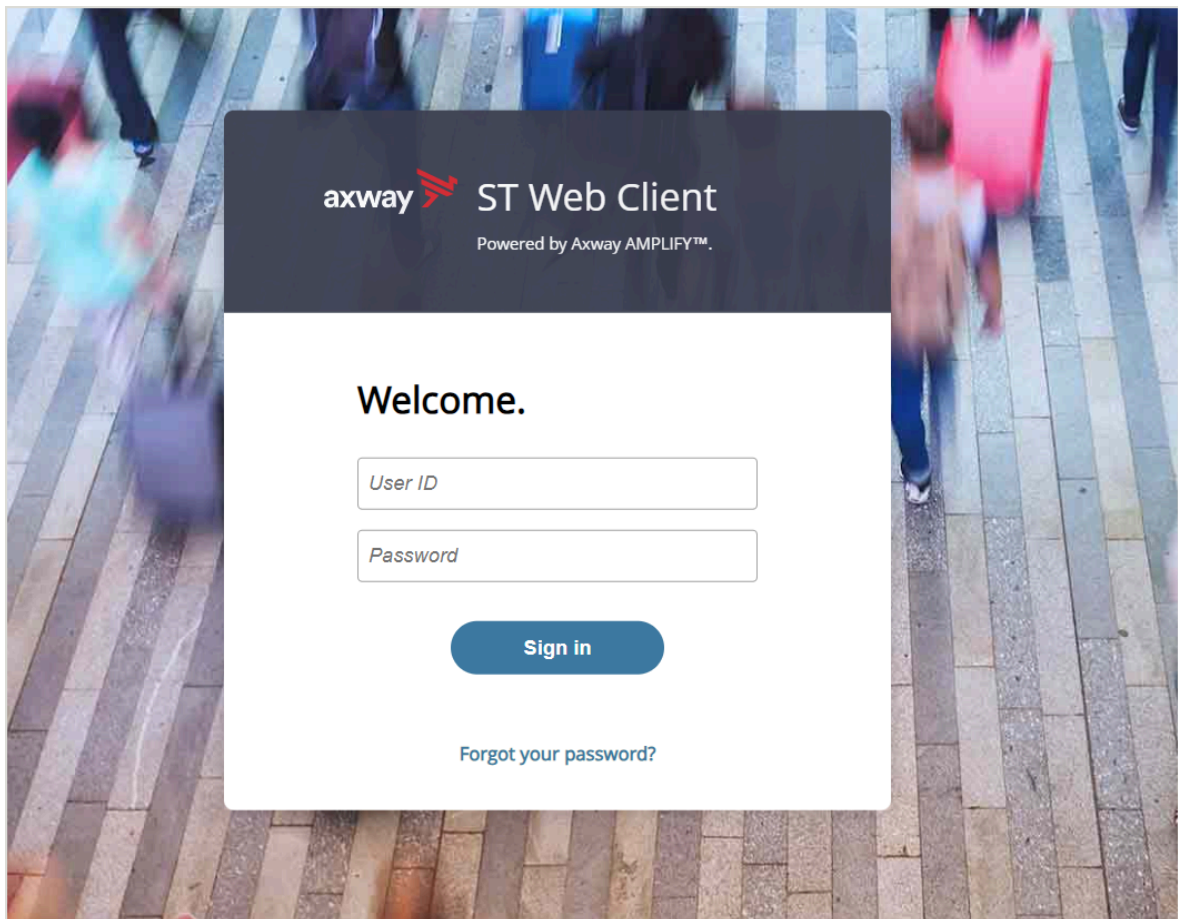 axway ST Web Client
Powered by Axway AMPLIFY™.
Welcome.
User ID
Password
Sign in
Forgot your password?